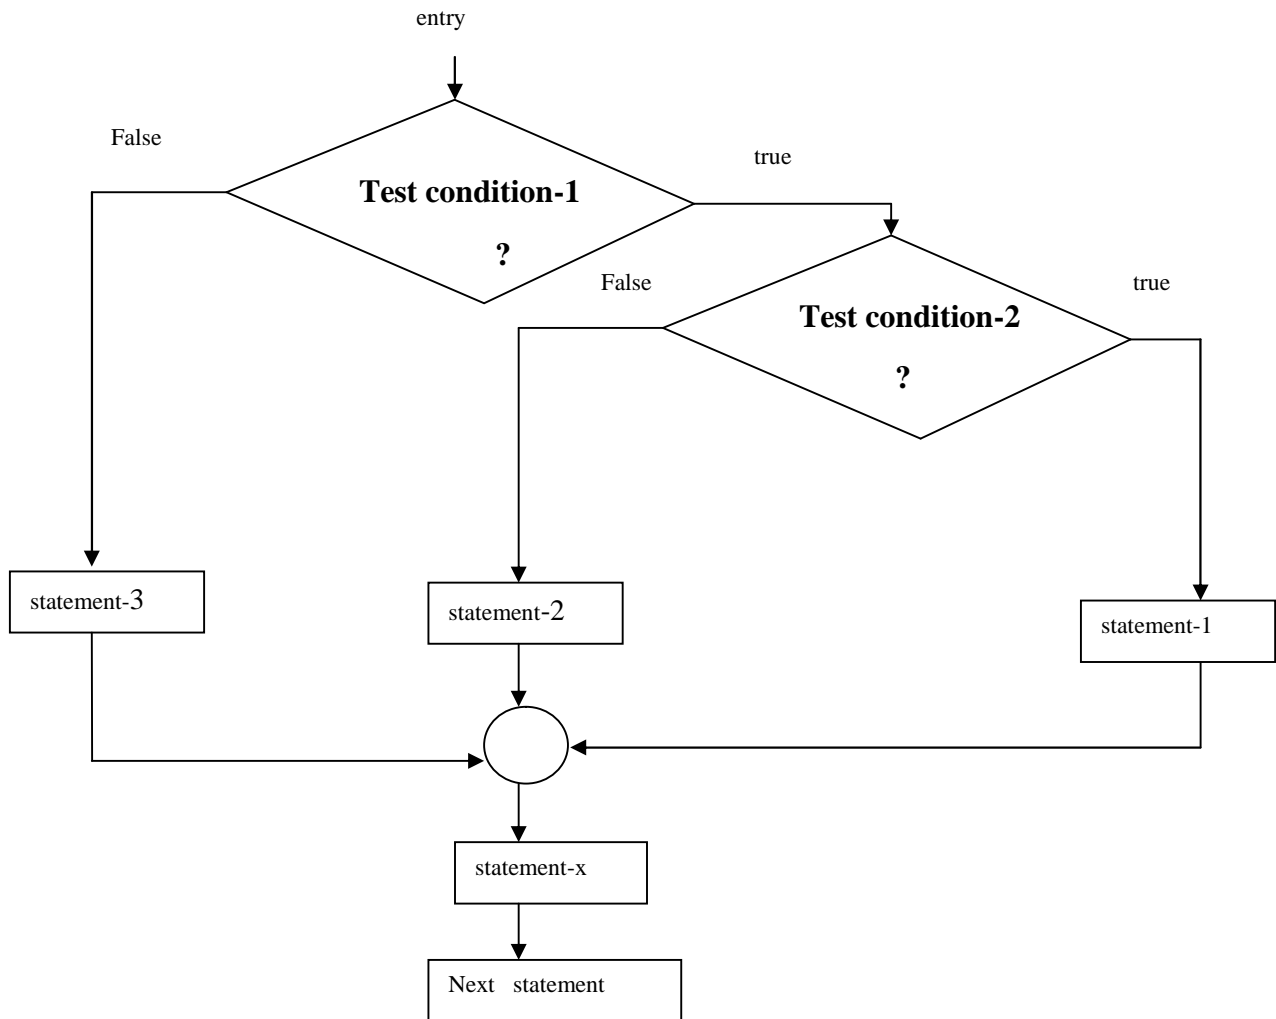 entry
False
true
Test condition-1
?
False
true
Test condition-2
?
statement-3
statement-2
statement-1
statement-x
Next statement